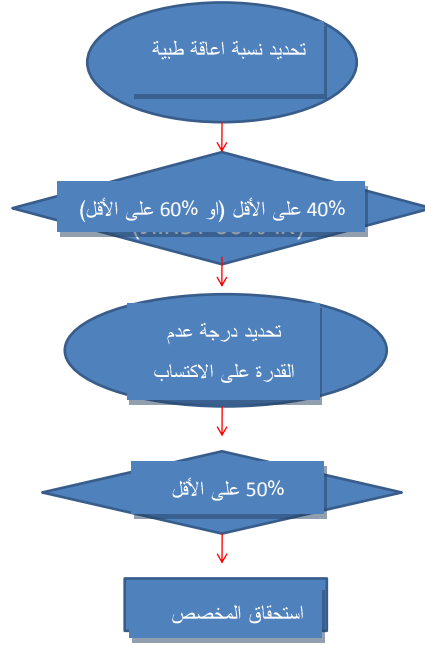 تحديد نسبة اعاقة طبية
40% على الأقل (او 60% على الأقل)
تحديد درجة عدم
القدرة على الاكتساب
50% على الأقل
استحقاق المخصص